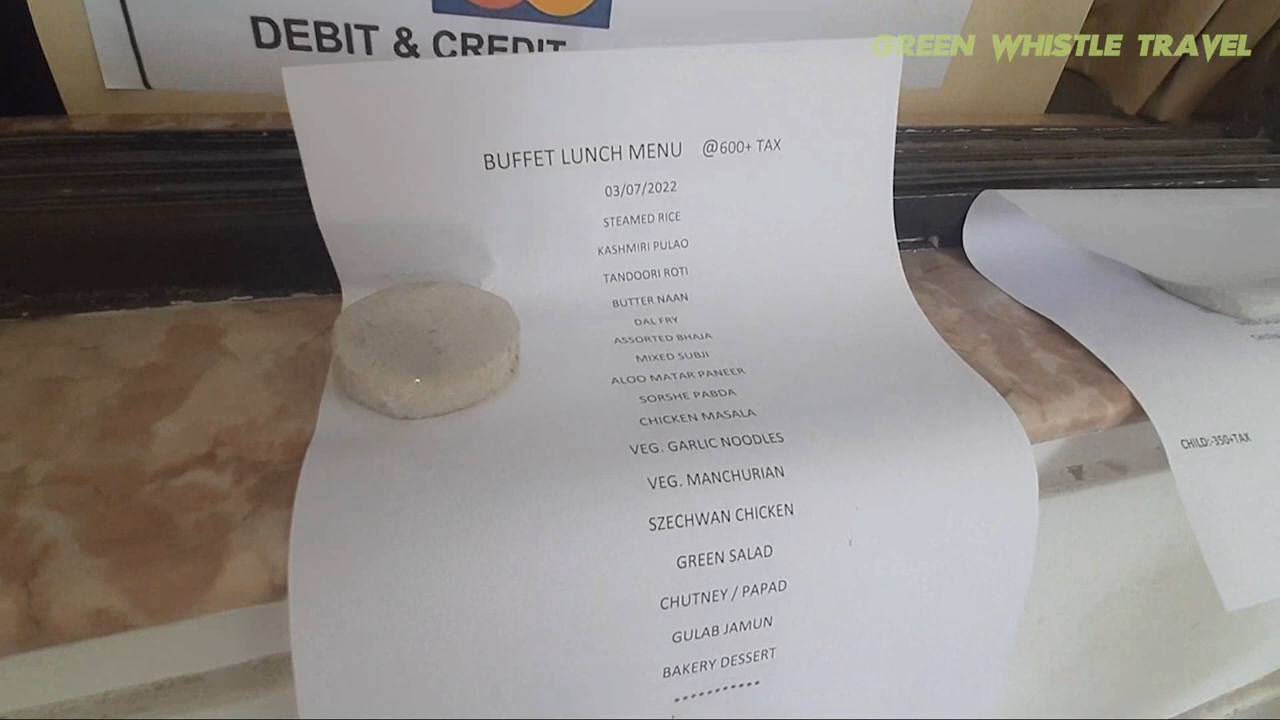 DEBIT & CREDIT
GREEN WHISTLE TRAVEL
BUFFET LUNCH MENU @600+ TAX
03/07/2022
STEAMED RICE
KASHMIRI PULAO
TANDOORI ROTI
BUTTER NAAN
DAL FRY
ASSORTED BHAJA
MIXED SUBJI
ALOO MATAR PANEER
SORSHE PABDA
CHICKEN MASALA
VEG. GARLIC NOODLES
VEG. MANCHURIAN
SZECHWAN CHICKEN
GREEN SALAD
CHUTNEY / PAPAD
GULAB JAMUN
BAKERY DESSERT
***********
CHILD:-350+TAX